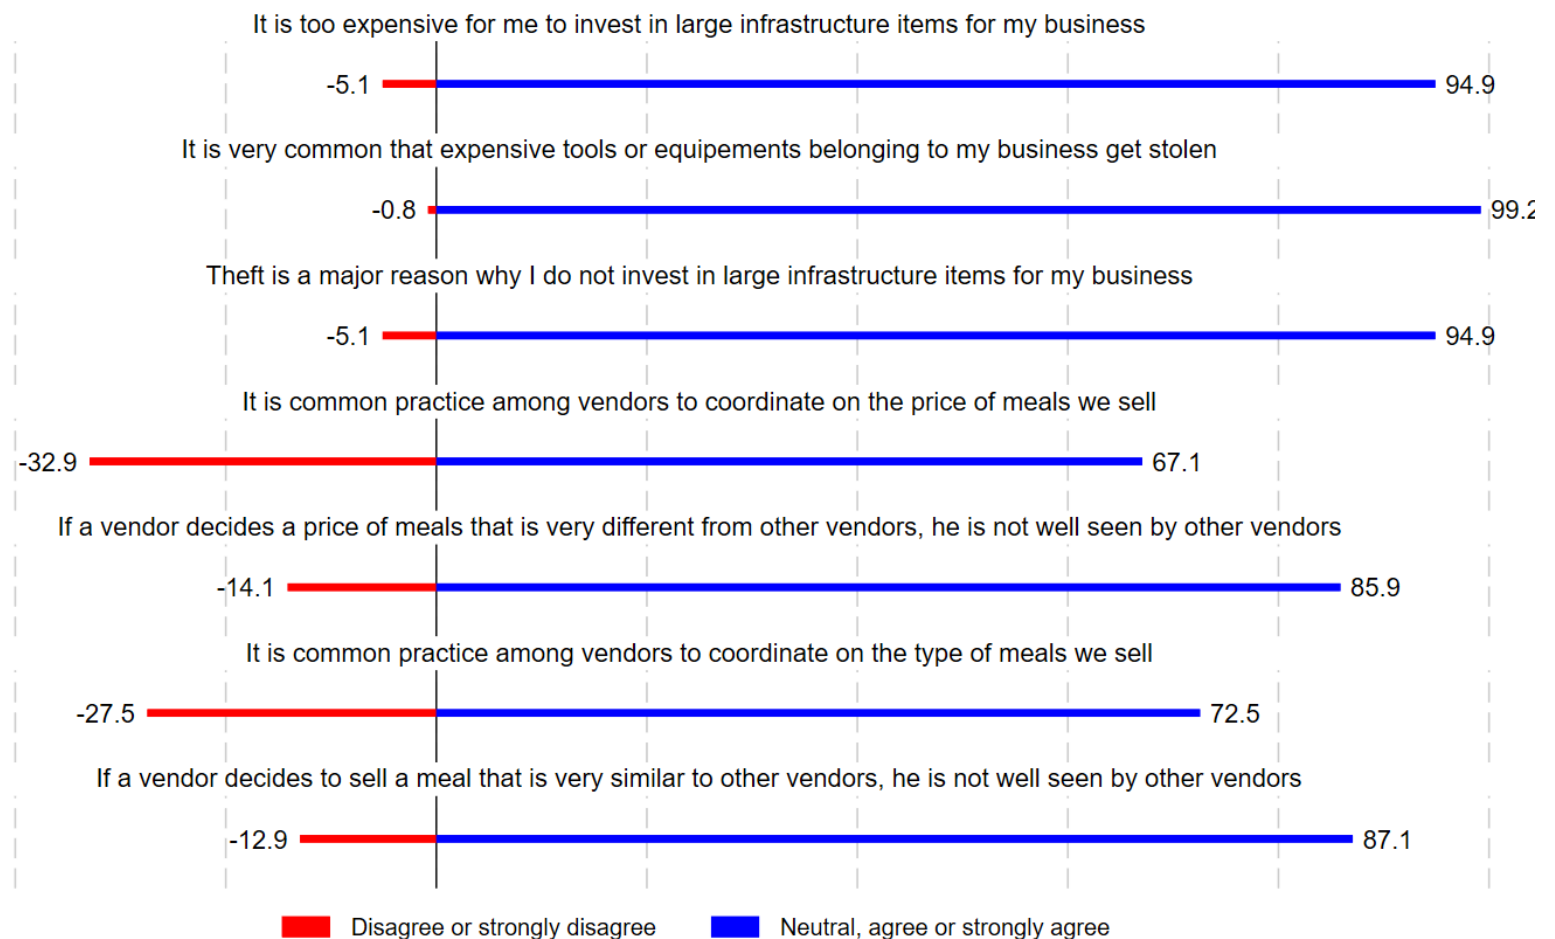 It is too expensive for me to invest in large infrastructure items for my business
-5.1 94.9
It is very common that expensive tools or equipements belonging to my business get stolen
-0.8 99.2
Theft is a major reason why I do not invest in large infrastructure items for my business
-5.1 94.9
It is common practice among vendors to coordinate on the price of meals we sell
-32.9 67.1
If a vendor decides a price of meals that is very different from other vendors, he is not well seen by other vendors
-14.1 85.9
It is common practice among vendors to coordinate on the type of meals we sell
-27.5 72.5
If a vendor decides to sell a meal that is very similar to other vendors, he is not well seen by other vendors
-12.9 87.1
Disagree or strongly disagree Neutral, agree or strongly agree